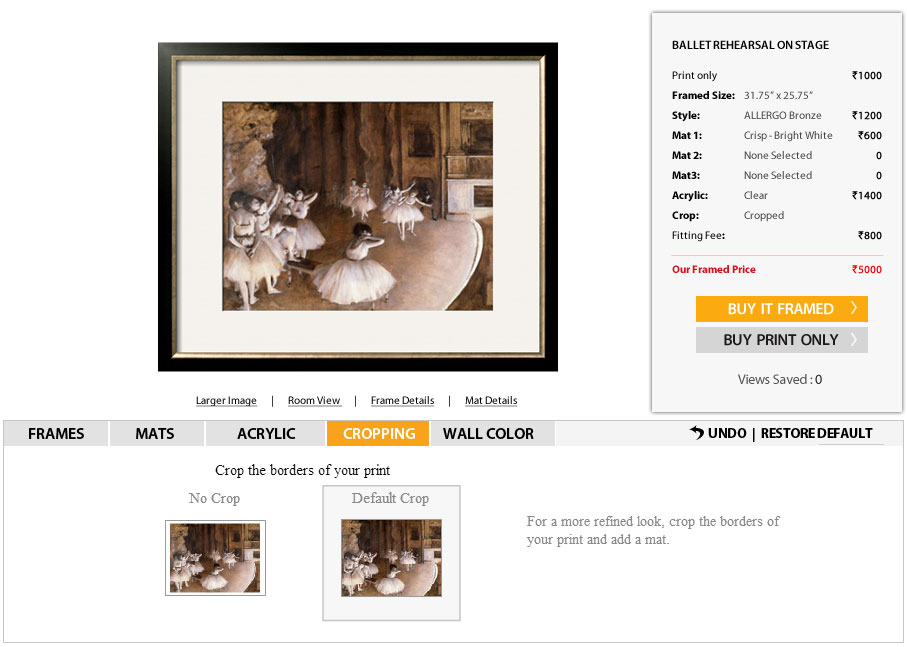 BALLET REHEARSAL ON STAGE
Print only ₹1000
Framed Size: 31.75" x 25.75"
Style: ALLERGO Bronze ₹1200
Mat 1: Crisp - Bright White ₹600
Mat 2: None Selected 0
Mat3: None Selected 0
Acrylic: Clear ₹1400
Crop: Cropped
Fitting Fee: ₹800
Our Framed Price ₹5000
BUY IT FRAMED
BUY PRINT ONLY
Views Saved : 0
Larger Image | Room View | Frame Details | Mat Details
FRAMES MATS ACRYLIC CROPPING WALL COLOR UNDO | RESTORE DEFAULT
Crop the borders of your print
No Crop Default Crop
For a more refined look, crop the borders of
your print and add a mat.